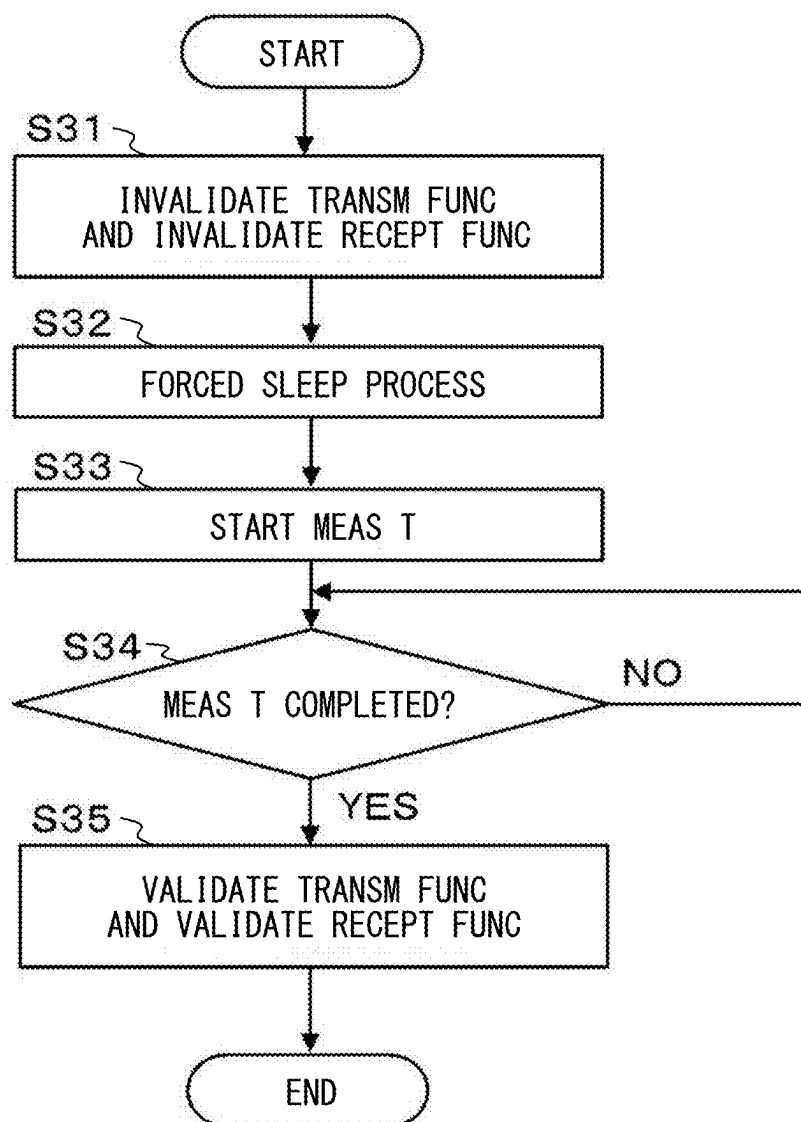 START
S31
INVALIDATE TRANSM FUNC
AND INVALIDATE RECEPT FUNC
S32
FORCED SLEEP PROCESS
S33
START MEAS T
S34
MEAS T COMPLETED?
NO
YES
S35
VALIDATE TRANSM FUNC
AND VALIDATE RECEPT FUNC
END